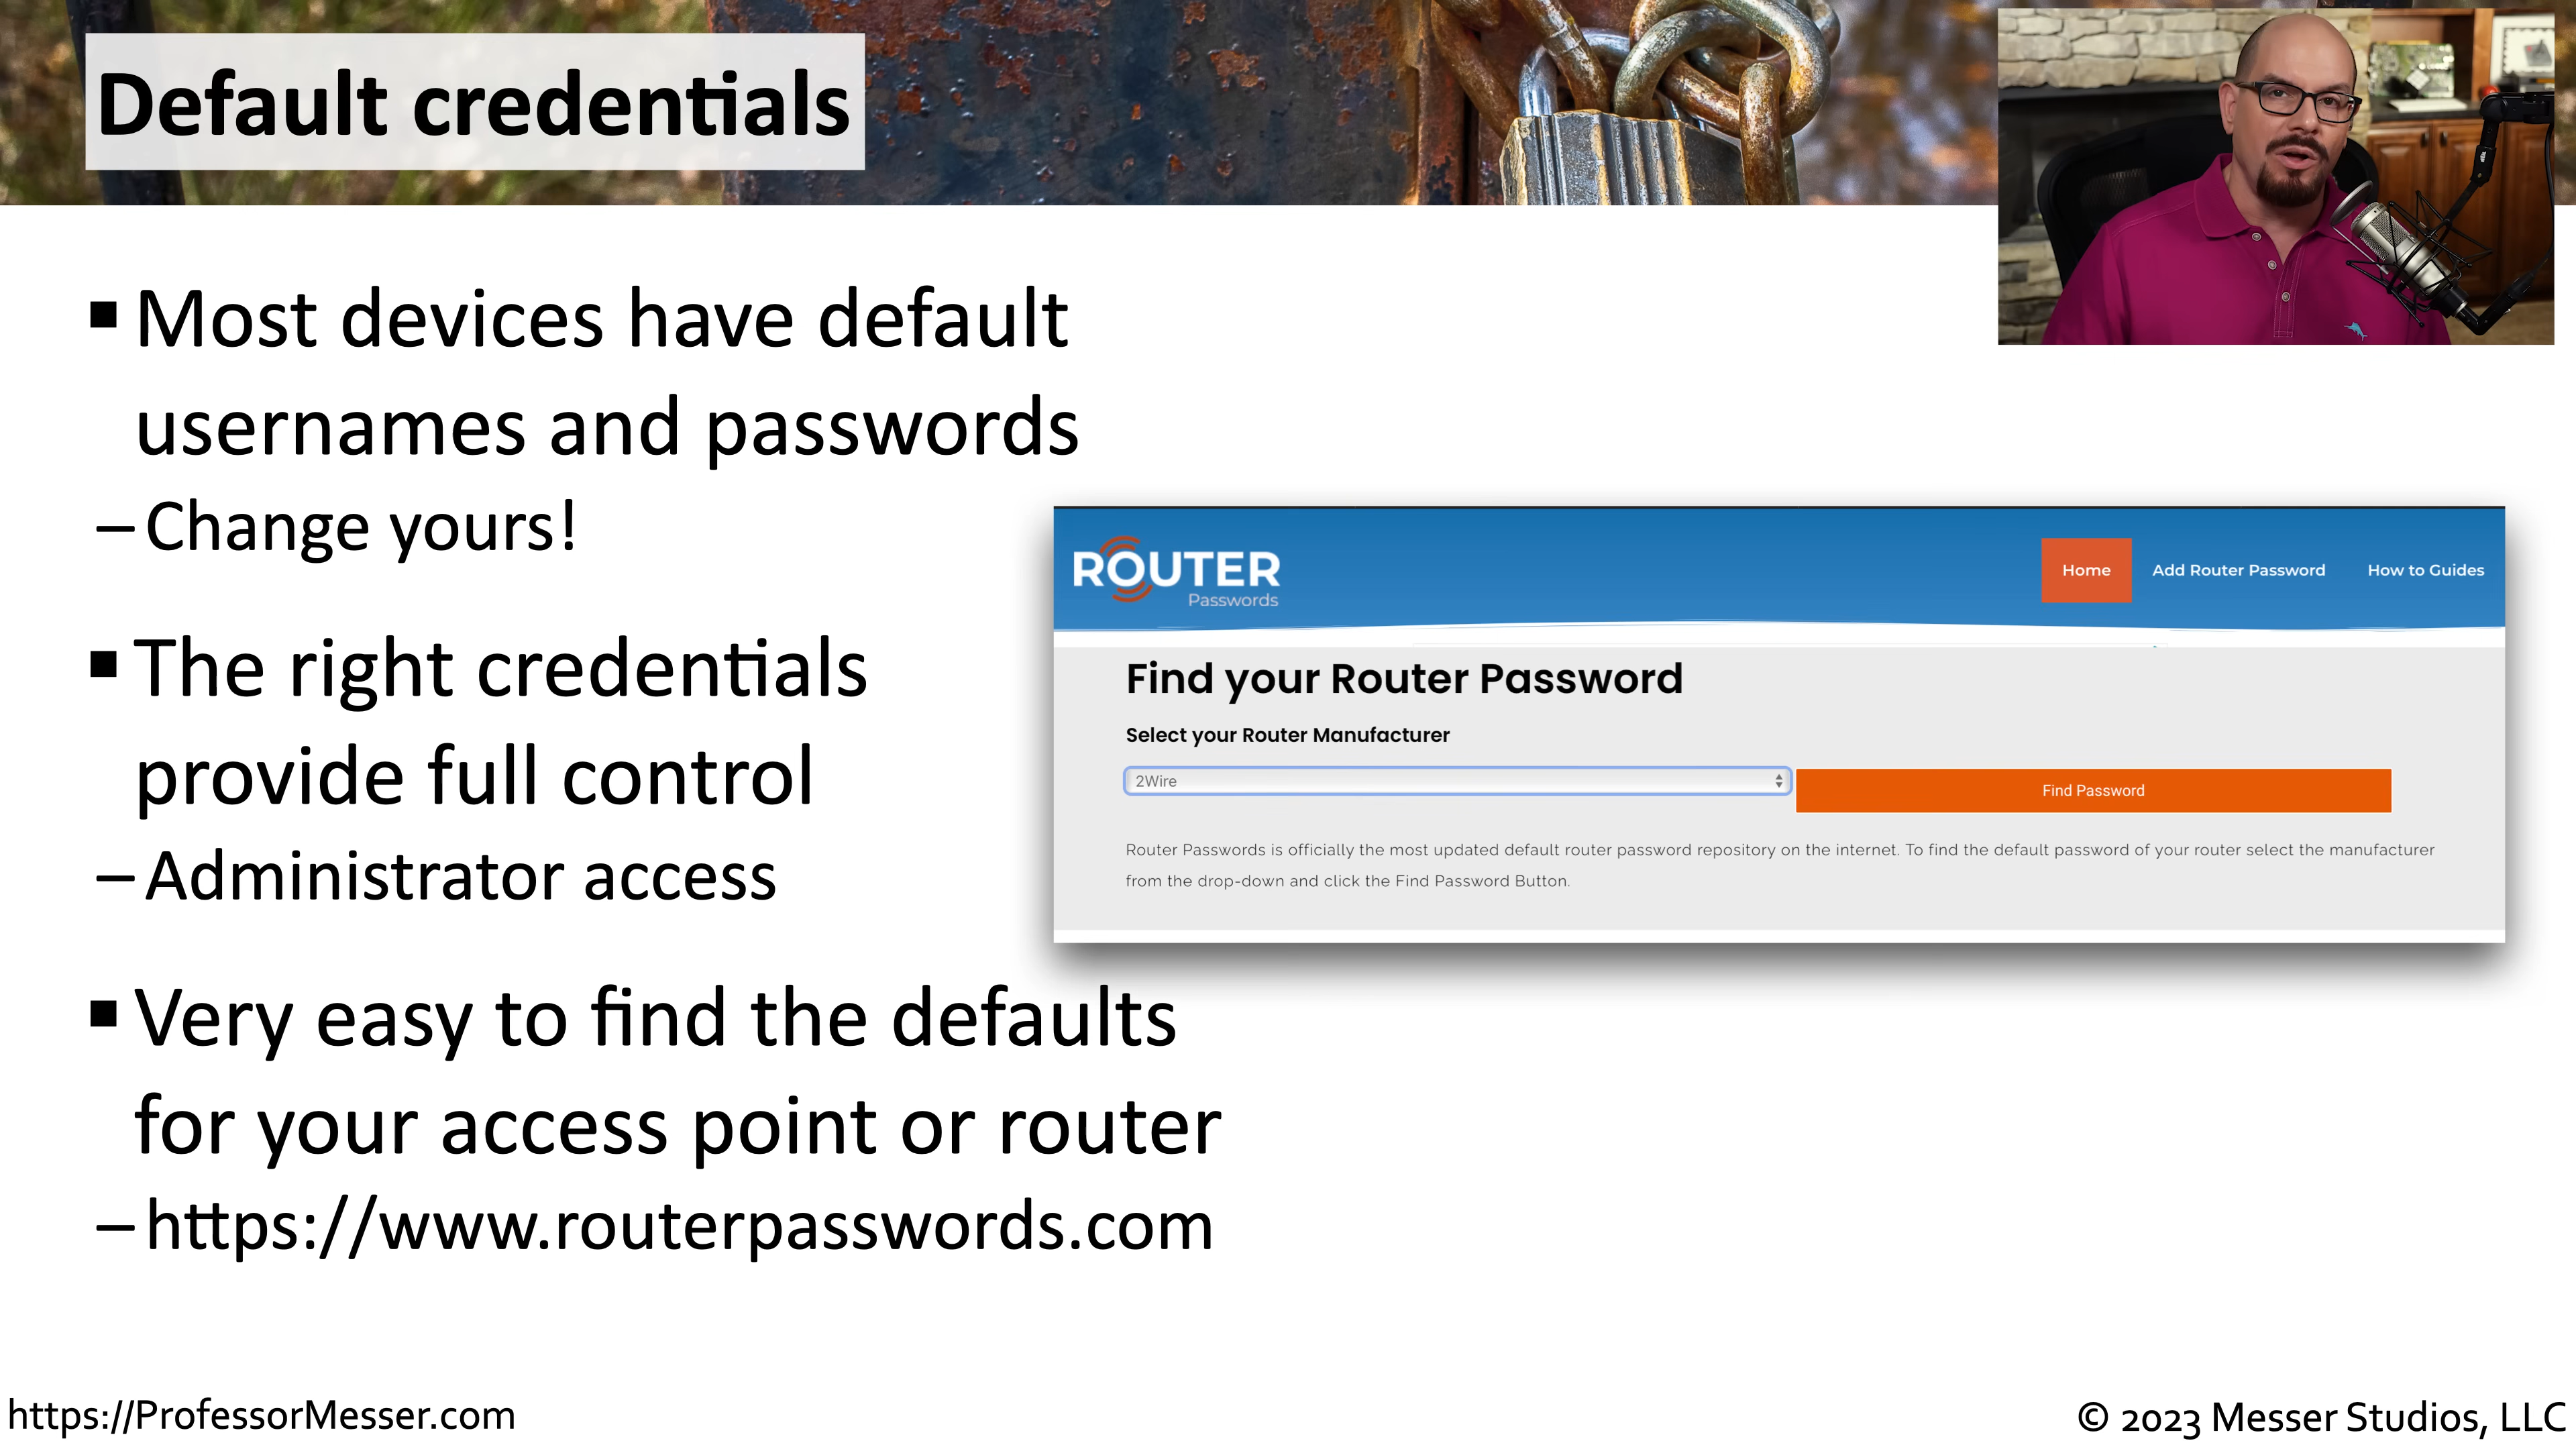 Default credentials
▪ Most devices have default
usernames and passwords
– Change yours!
▪ The right credentials
provide full control
– Administrator access
▪ Very easy to find the defaults
for your access point or router
– https://www.routerpasswords.com
ROUTER
Passwords
Home Add Router Password How to Guides
Find your Router Password
Select your Router Manufacturer
2Wire
Find Password
Router Passwords is officially the most updated default router password repository on the internet. To find the default password of your router select the manufacturer
from the drop-down and click the Find Password Button.
https://ProfessorMesser.com
© 2023 Messer Studios, LLC